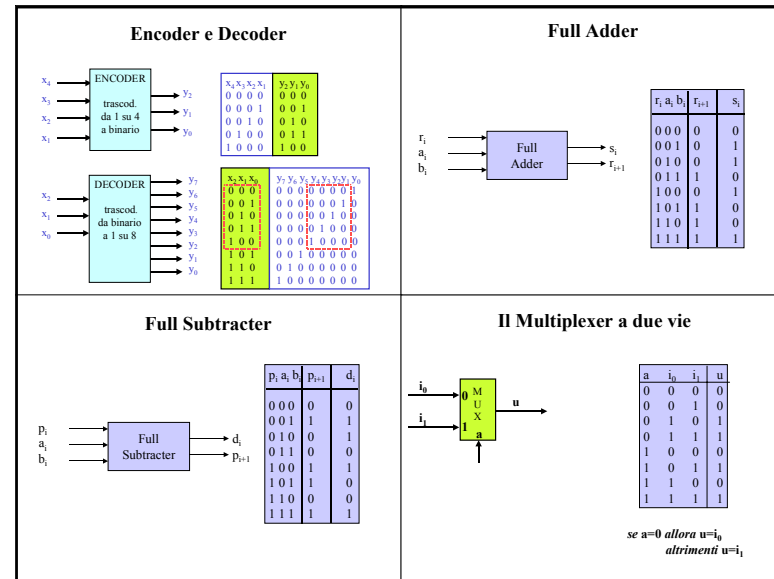 Encoder e Decoder
x4
x3
x2
x1
ENCODER
trascod.
da 1 su 4
a binario
y2
y1
y0
x4 x3 x2 x1 y2 y1 y0
0 0 0 0 0 0 0
0 0 0 1 0 0 1
0 0 1 0 0 1 0
0 1 0 0 0 1 1
1 0 0 0 1 0 0
x2
x1
x0
DECODER
trascod.
da binario
a 1 su 8
y7
y6
y5
y4
y3
y2
y1
y0
x2 x1 x0 y7 y6 y5 y4 y3 y2 y1 y0
0 0 0 0 0 0 0 0 0 0 1
0 0 1 0 0 0 0 0 0 1 0
0 1 0 0 0 0 0 0 1 0 0
0 1 1 0 0 0 0 1 0 0 0
1 0 0 0 0 0 1 0 0 0 0
1 0 1 0 0 1 0 0 0 0 0
1 1 0 0 1 0 0 0 0 0 0
1 1 1 1 0 0 0 0 0 0 0
Full Adder
ri
ai
bi
Full
Adder
si
ri+1
ri ai bi ri+1 si
0 0 0 0 0
0 0 1 0 1
0 1 0 0 1
0 1 1 1 0
1 0 0 0 1
1 0 1 1 0
1 1 0 1 0
1 1 1 1 1
Full Subtracter
pi
ai
bi
Full
Subtracter
di
pi+1
pi ai bi pi+1 di
0 0 0 0 0
0 0 1 1 1
0 1 0 0 1
0 1 1 0 0
1 0 0 1 1
1 0 1 1 0
1 1 0 0 0
1 1 1 1 1
Il Multiplexer a due vie
i0
i1
0
1
M
U
X
a
u
a i0 i1 u
0 0 0 0
0 0 1 0
0 1 0 1
0 1 1 1
1 0 0 0
1 0 1 1
1 1 0 0
1 1 1 1
se a=0 allora u=i0
altrimenti u=i1